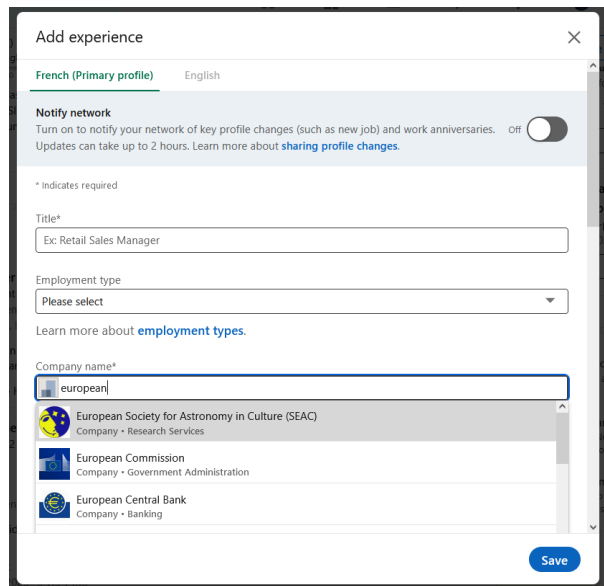 Add experience
French (Primary profile)
English
Notify network
Turn on to notify your network of key profile changes (such as new job) and work anniversaries.
Updates can take up to 2 hours. Learn more about sharing profile changes.
Off
* Indicates required
Title*
Ex: Retail Sales Manager
Employment type
Please select
Learn more about employment types.
Company name*
european
European Society for Astronomy in Culture (SEAC)
Company • Research Services
European Commission
Company • Government Administration
European Central Bank
Company • Banking
Save